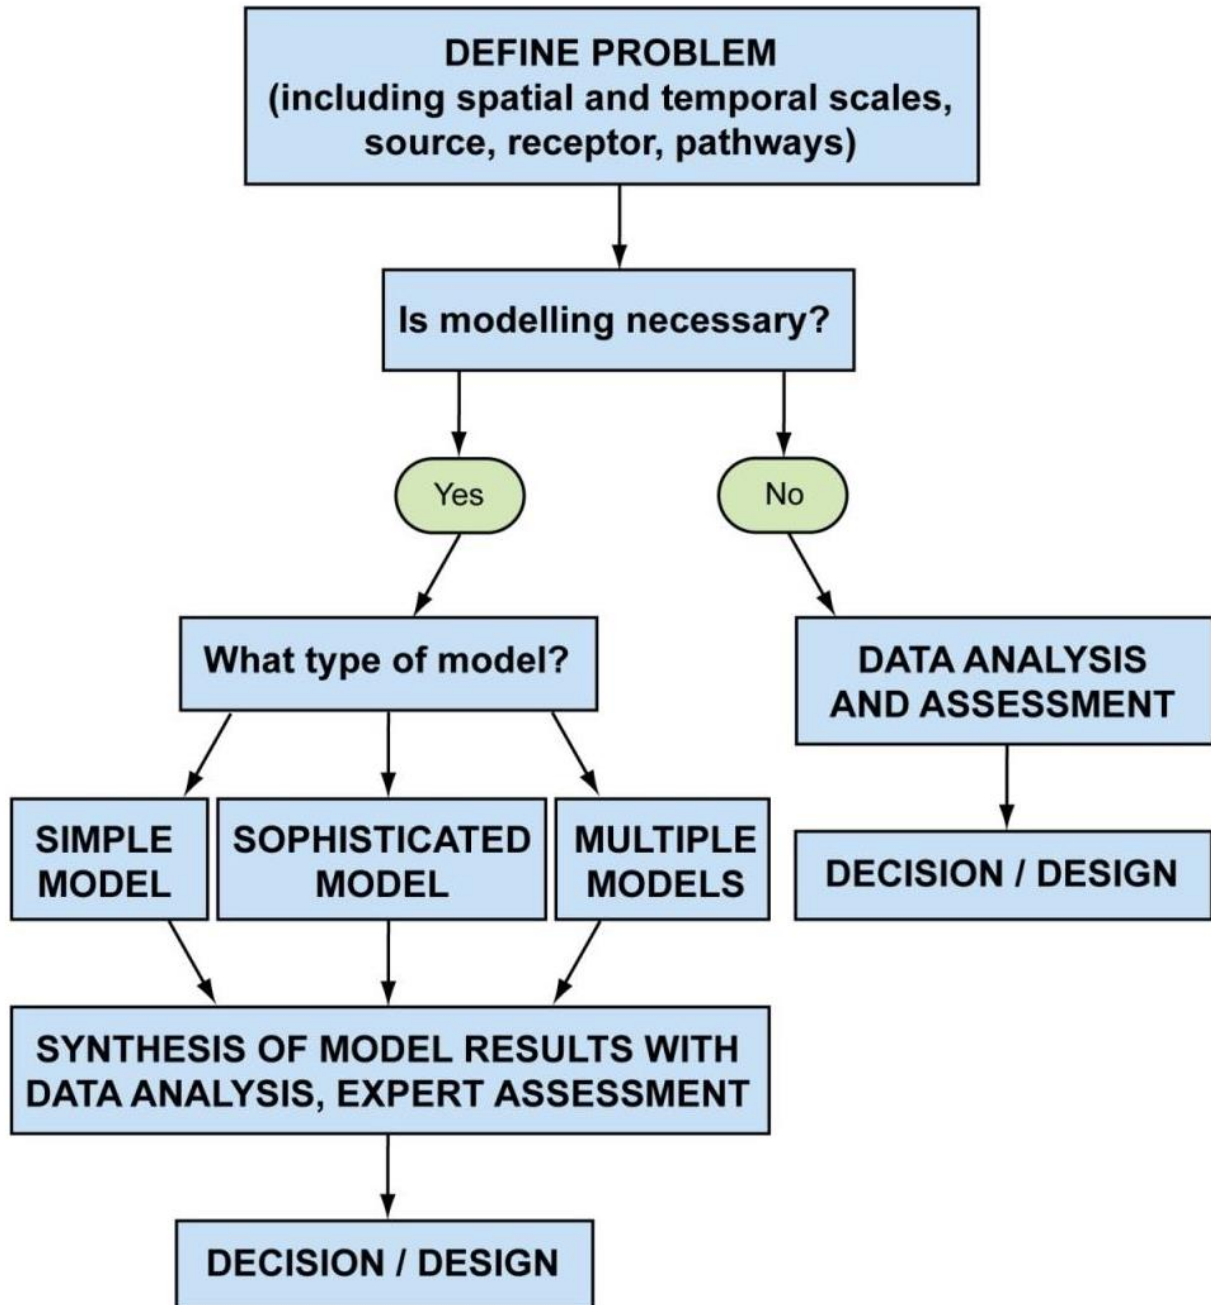 DEFINE PROBLEM
(including spatial and temporal scales,
source, receptor, pathways)
Is modelling necessary?
Yes
No
What type of model?
DATA ANALYSIS
AND ASSESSMENT
SIMPLE
MODEL
SOPHISTICATED
MODEL
MULTIPLE
MODELS
DECISION / DESIGN
SYNTHESIS OF MODEL RESULTS WITH
DATA ANALYSIS, EXPERT ASSESSMENT
DECISION / DESIGN